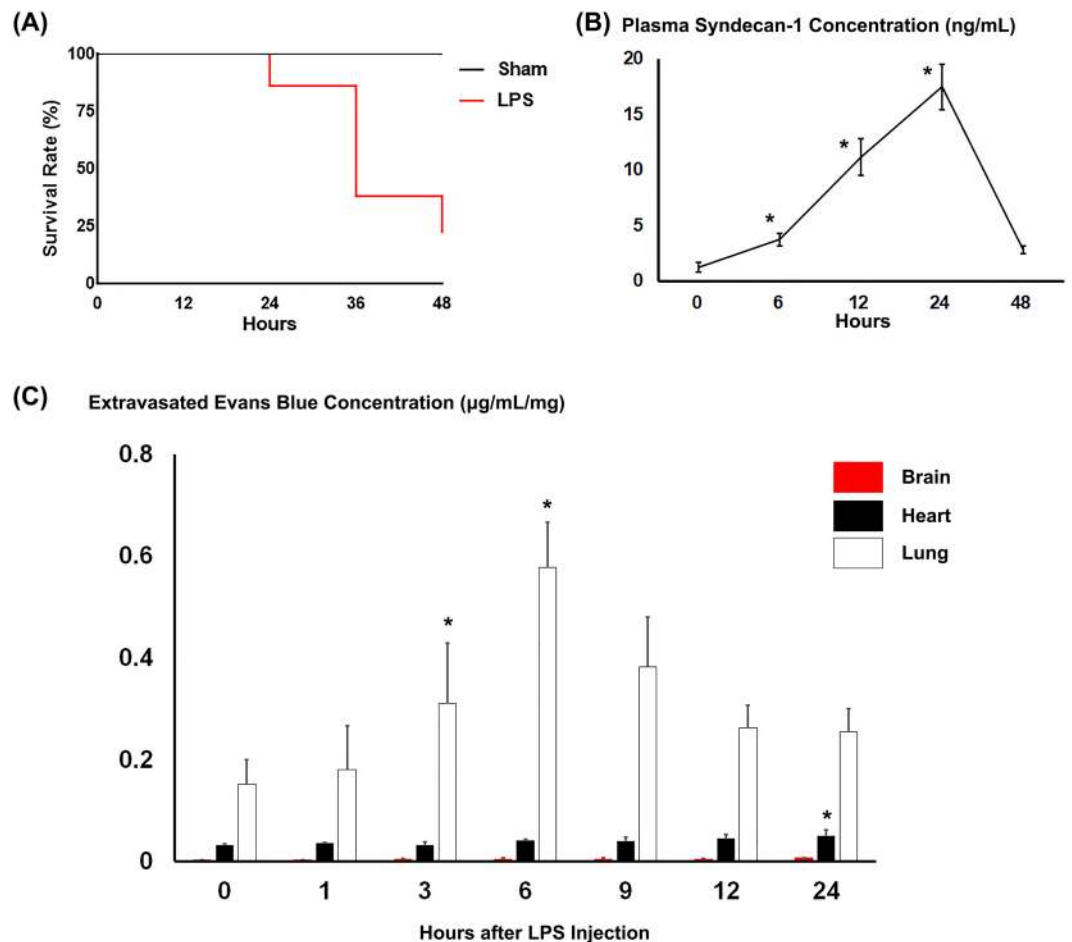 (A)
100
75
50
25
0
Survival Rate (%)
0 12 24 36 48
Hours
Sham
LPS
(B) Plasma Syndecan-1 Concentration (ng/mL)
20
15
10
5
0
*
*
*
0 6 12 24 48
Hours
(C) Extravasated Evans Blue Concentration (µg/mL/mg)
0.8
0.6
0.4
0.2
0
*
*
*
Brain
Heart
Lung
0 1 3 6 9 12 24
Hours after LPS Injection